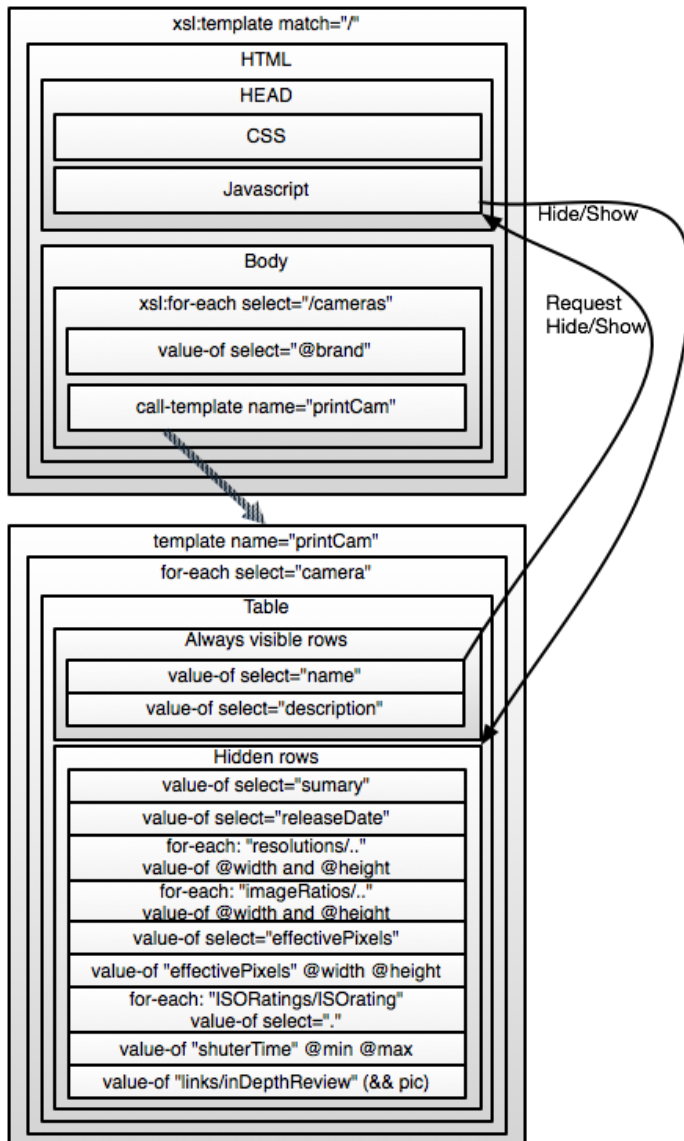 xsl:template match="/"
HTML
HEAD
CSS
Javascript
Hide/Show
Body
xsl:for-each select="/cameras"
Request
Hide/Show
value-of select="@brand"
call-template name="printCam"
template name="printCam"
for-each select="camera"
Table
Always visible rows
value-of select="name"
value-of select="description"
Hidden rows
value-of select="sumary"
value-of select="releaseDate"
for-each: "resolutions/.."
value-of @width and @height
for-each: "imageRatios/.."
value-of @width and @height
value-of select="effectivePixels"
value-of "effectivePixels" @width @height
for-each: "ISORatings/ISOrating"
value-of select="."
value-of "shuterTime" @min @max
value-of "links/inDepthReview" (&& pic)